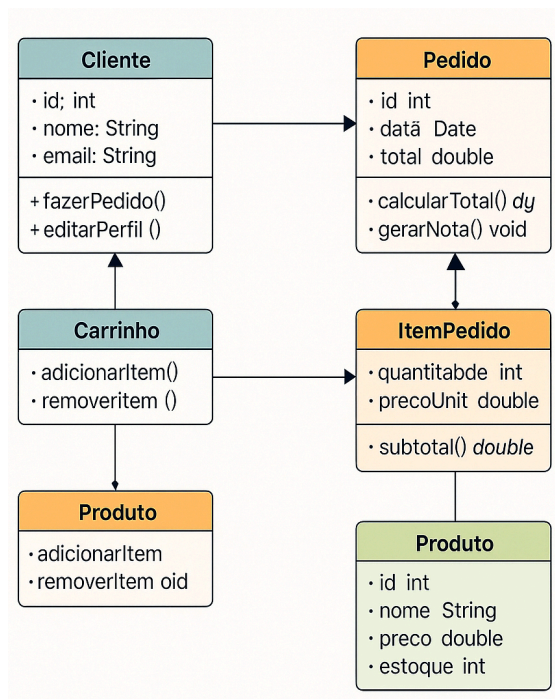 Cliente
· id; int
· nome: String
· email: String
+ fazerPedido()
+ editarPerfil ()
Pedido
· id int
· datã Date
· total double
· calcularTotal() dy
· gerarNota() void
Carrinho
· adicionarItem()
· removeritem ()
ItemPedido
· quantitabde int
· precoUnit double
· subtotal() double
Produto
· adicionarItem
· removerItem oid
Produto
· id int
· nome String
· preco double
· estoque int